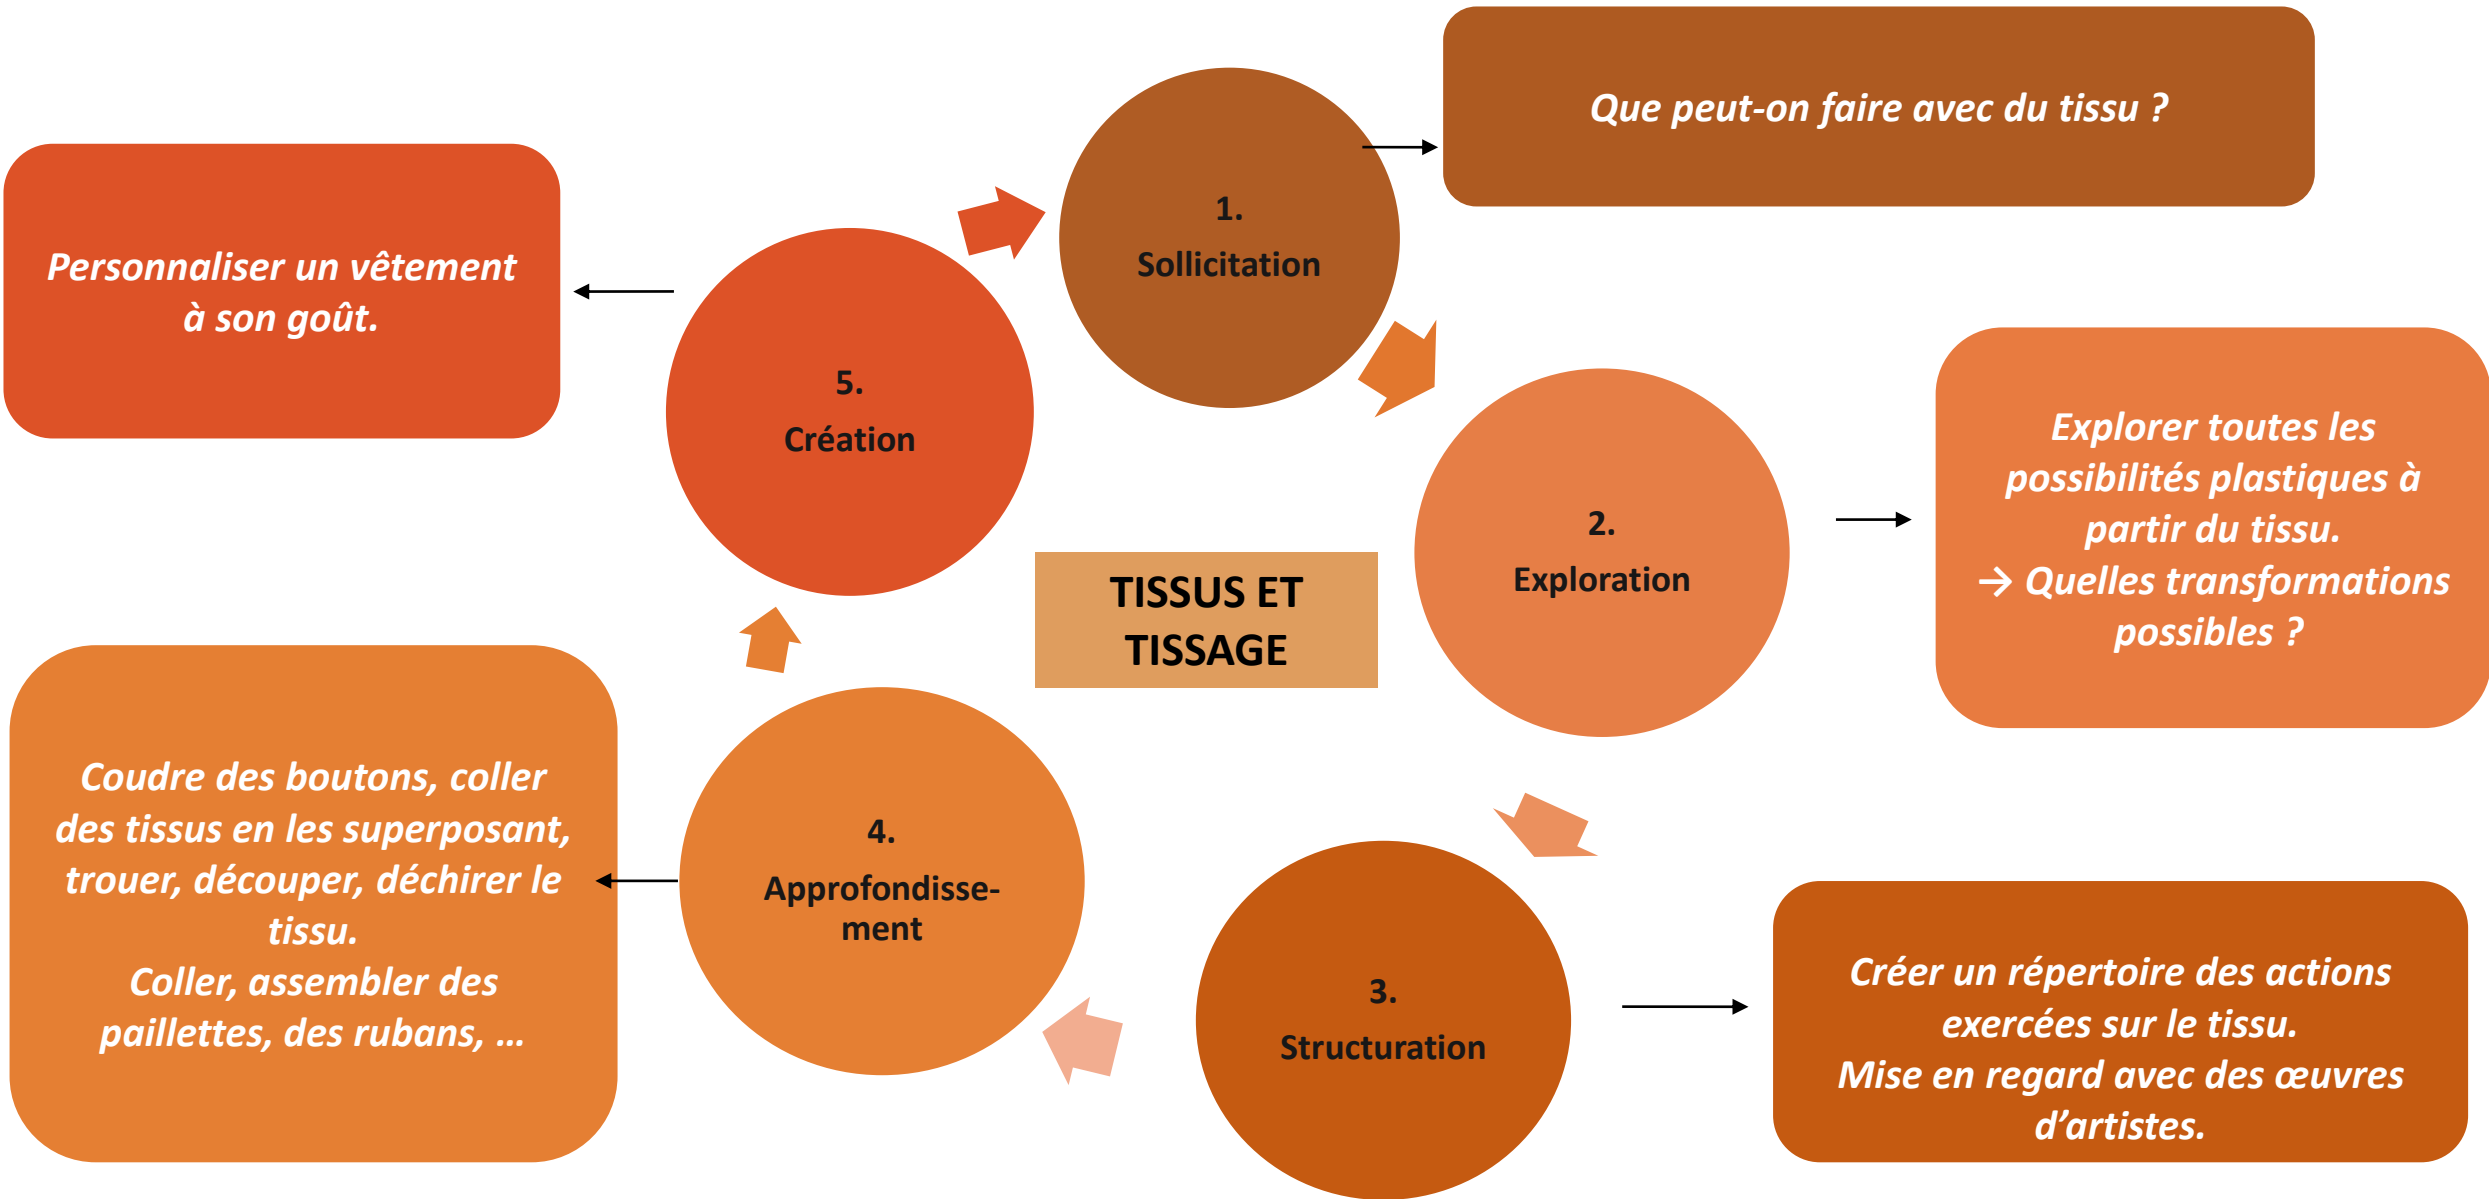 Que peut-on faire avec du tissu ?
1.
Sollicitation
Personnaliser un vêtement
à son goût.
5.
Création
2.
Exploration
Explorer toutes les
possibilités plastiques à
partir du tissu.
→ Quelles transformations
possibles ?
TISSUS ET
TISSAGE
Coudre des boutons, coller
des tissus en les superposant,
trouer, découper, déchirer le
tissu.
Coller, assembler des
paillettes, des rubans, …
4.
Approfondisse-
ment
3.
Structuration
Créer un répertoire des actions
exercées sur le tissu.
Mise en regard avec des œuvres
d’artistes.